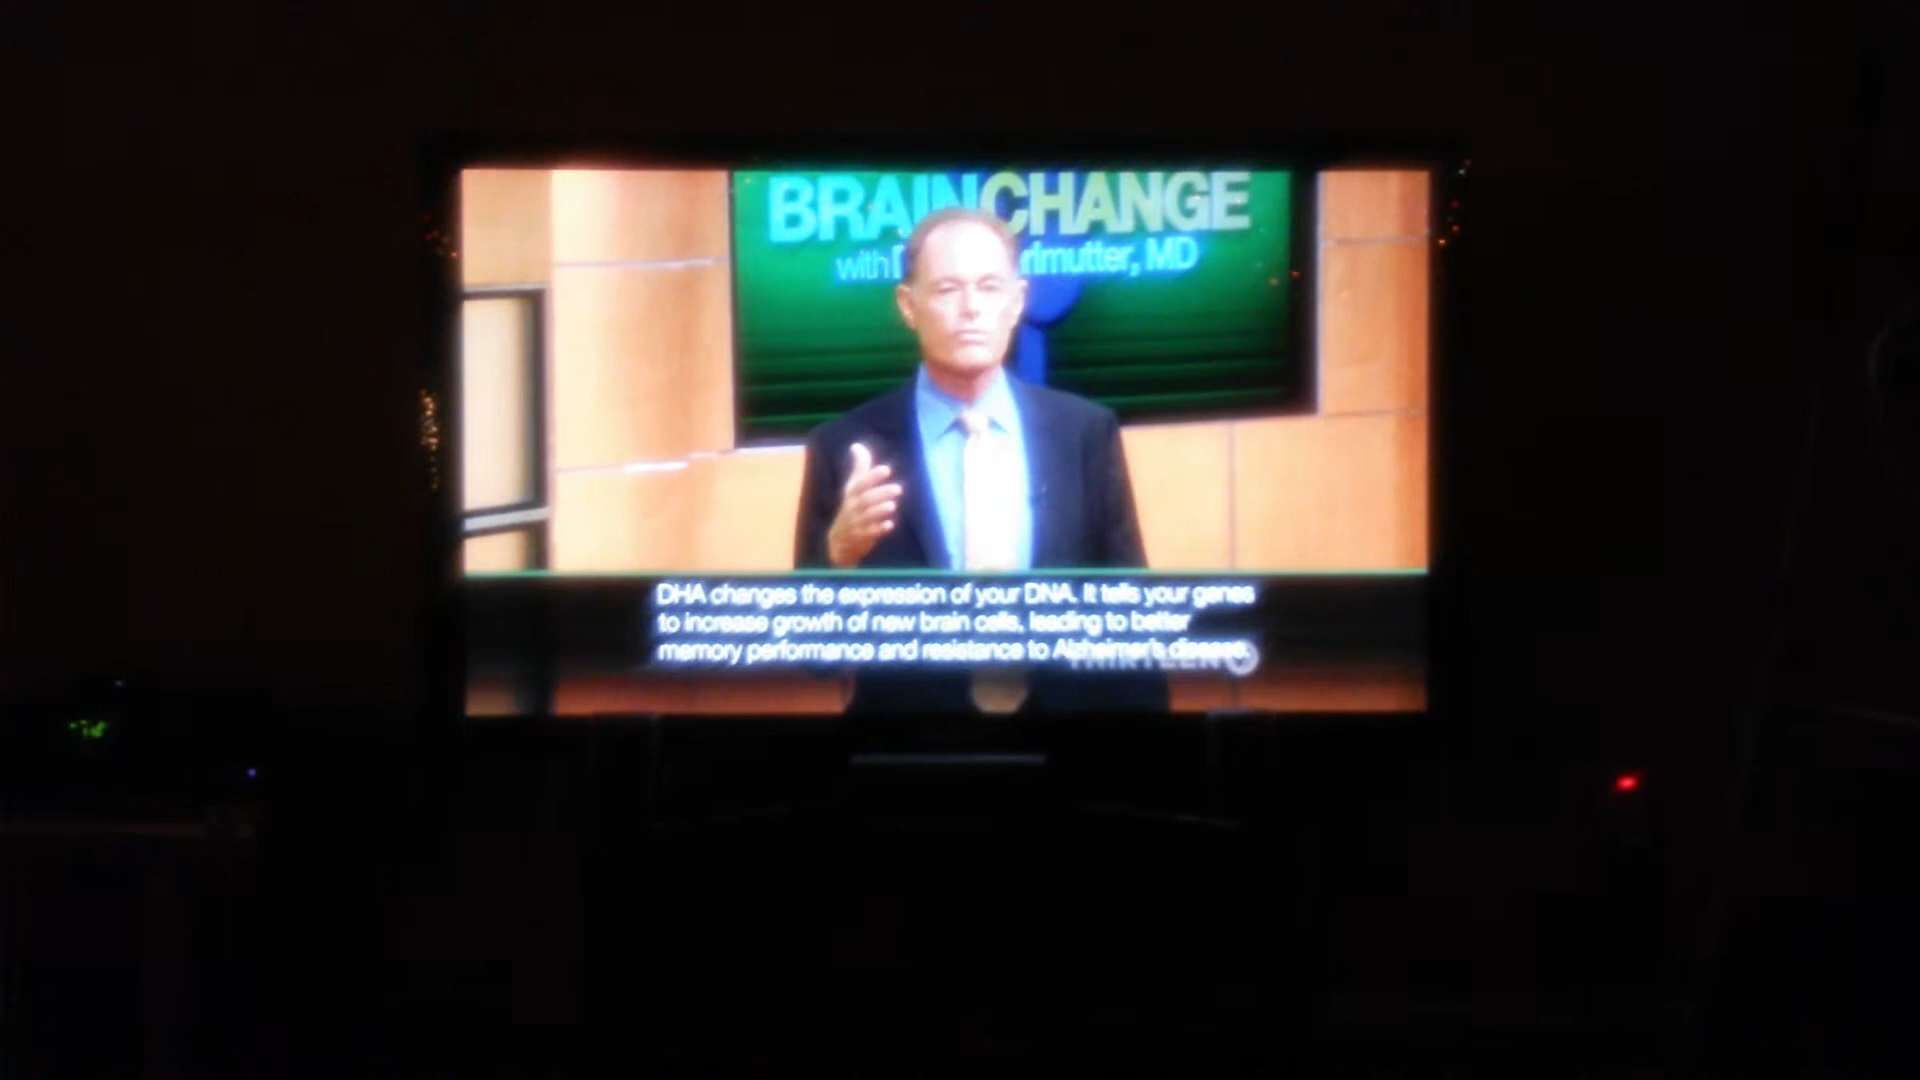 BRAINCHANGE
with rlmutter, MD
DHA changes the expression of your DNA. It tells your genes
to increase growth of new brain cells, leading to better
memory performance and resistance to Alzheimer's disease.
THIRTEEN